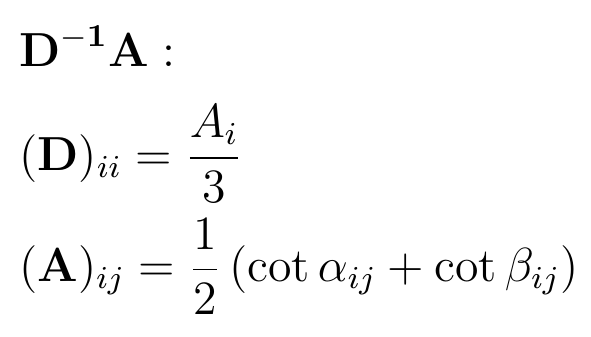 D⁻¹A :
(D)ᵢᵢ = Aᵢ / 3
(A)ᵢⱼ = 1/2 (cot αᵢⱼ + cot βᵢⱼ)